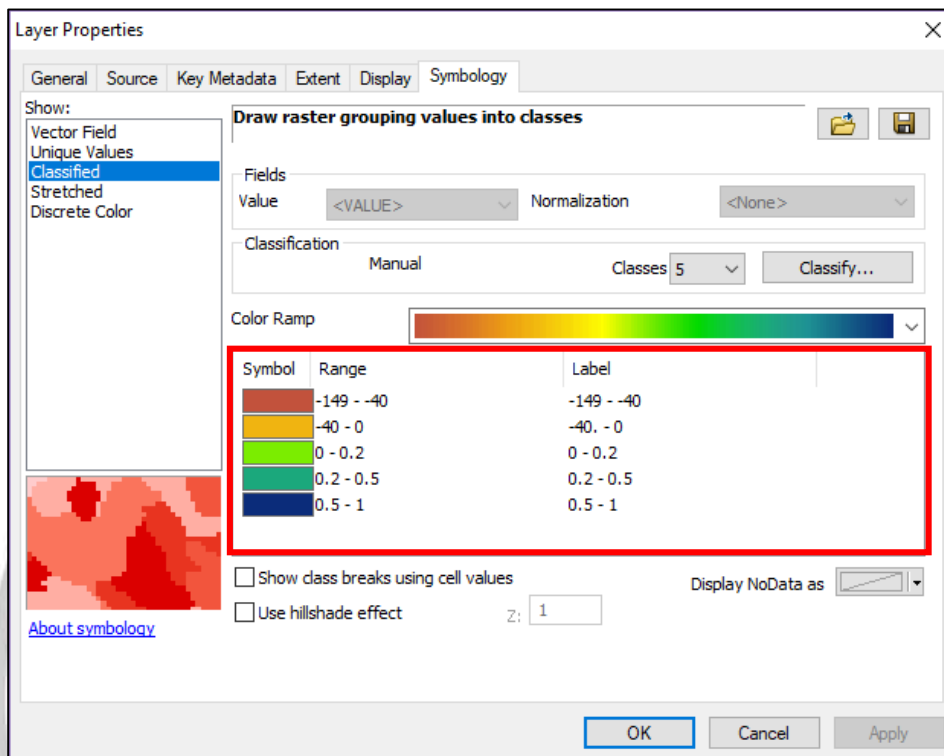 Layer Properties
General Source Key Metadata Extent Display Symbology
Show:
Vector Field
Unique Values
Classified
Stretched
Discrete Color
Draw raster grouping values into classes
Fields
Value <VALUE> Normalization <None>
Classification
Manual Classes 5 Classify...
Color Ramp
Symbol Range Label
-149 - -40 -149 - -40
-40 - 0 -40. - 0
0 - 0.2 0 - 0.2
0.2 - 0.5 0.2 - 0.5
0.5 - 1 0.5 - 1
Show class breaks using cell values
Display NoData as
Use hillshade effect Z: 1
About symbology
OK Cancel Apply